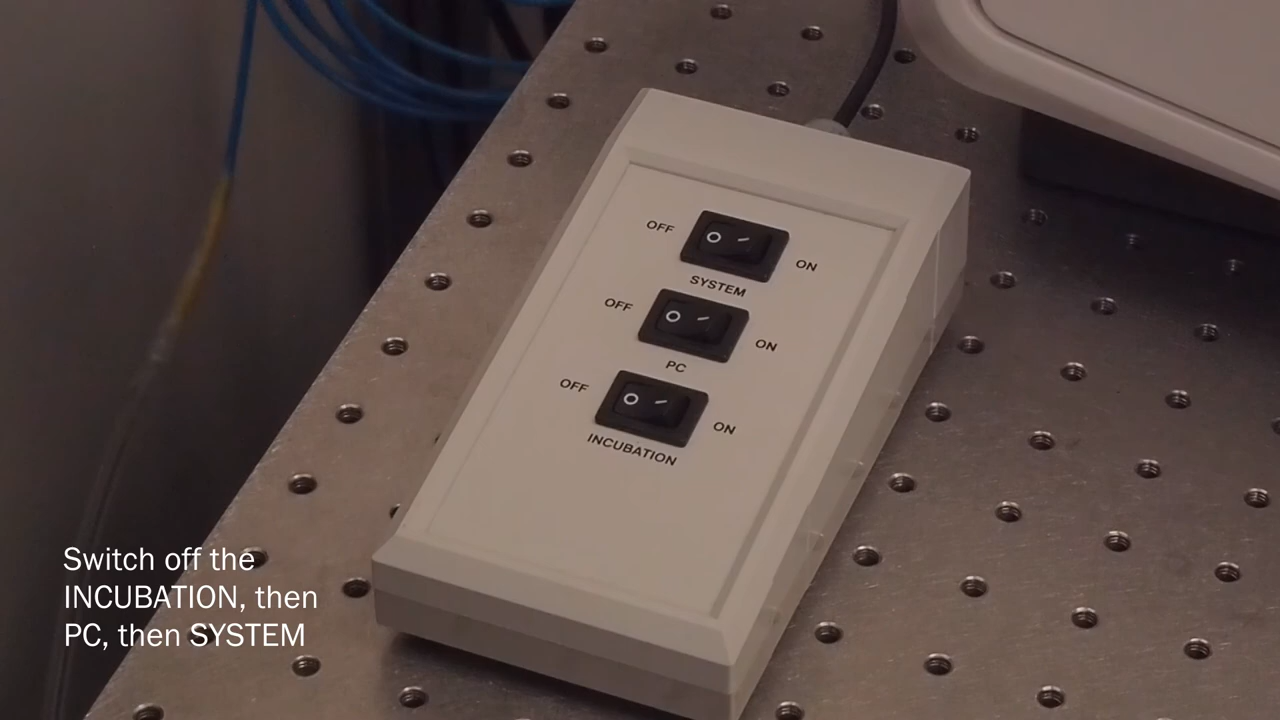 OFF
ON
SYSTEM
OFF
ON
PC
OFF
ON
INCUBATION
Switch off the
INCUBATION, then
PC, then SYSTEM